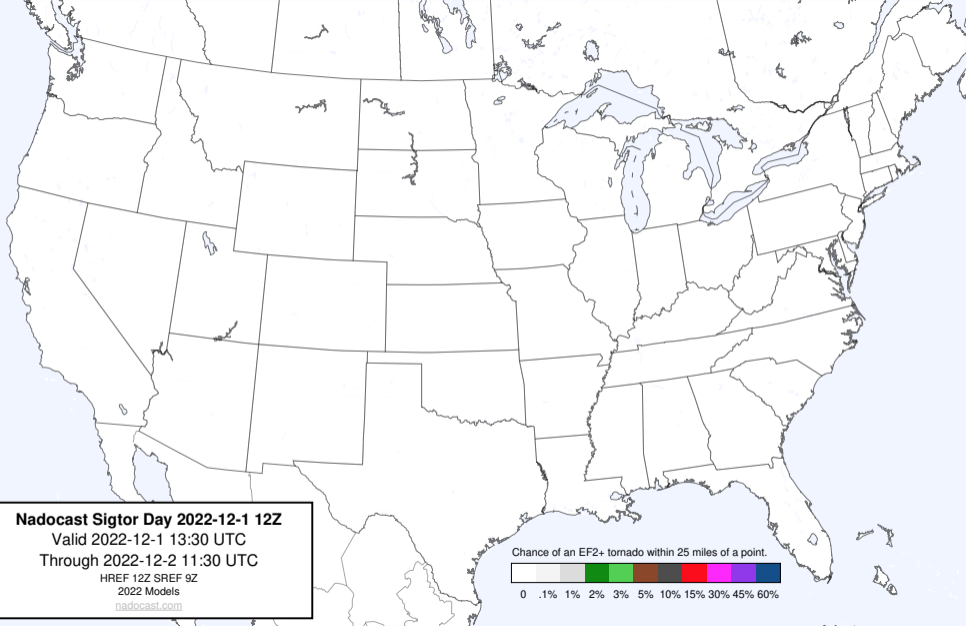 Nadocast Sigtor Day 2022-12-1 12Z
Valid 2022-12-1 13:30 UTC
Through 2022-12-2 11:30 UTC
HREF 12Z SREF 9Z
2022 Models
nadocast.com
Chance of an EF2+ tornado within 25 miles of a point.
0 .1% 1% 2% 3% 5% 10% 15% 30% 45% 60%